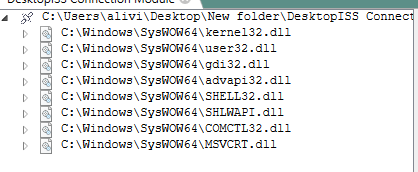 DesktopISS Connection Module
C:\Users\alivi\Desktop\New folder\DesktopISS Connect
C:\Windows\SysWOW64\kernel32.dll
C:\Windows\SysWOW64\user32.dll
C:\Windows\SysWOW64\gdi32.dll
C:\Windows\SysWOW64\advapi32.dll
C:\Windows\SysWOW64\SHELL32.dll
C:\Windows\SysWOW64\SHLWAPI.dll
C:\Windows\SysWOW64\COMCTL32.dll
C:\Windows\SysWOW64\MSVCRT.dll